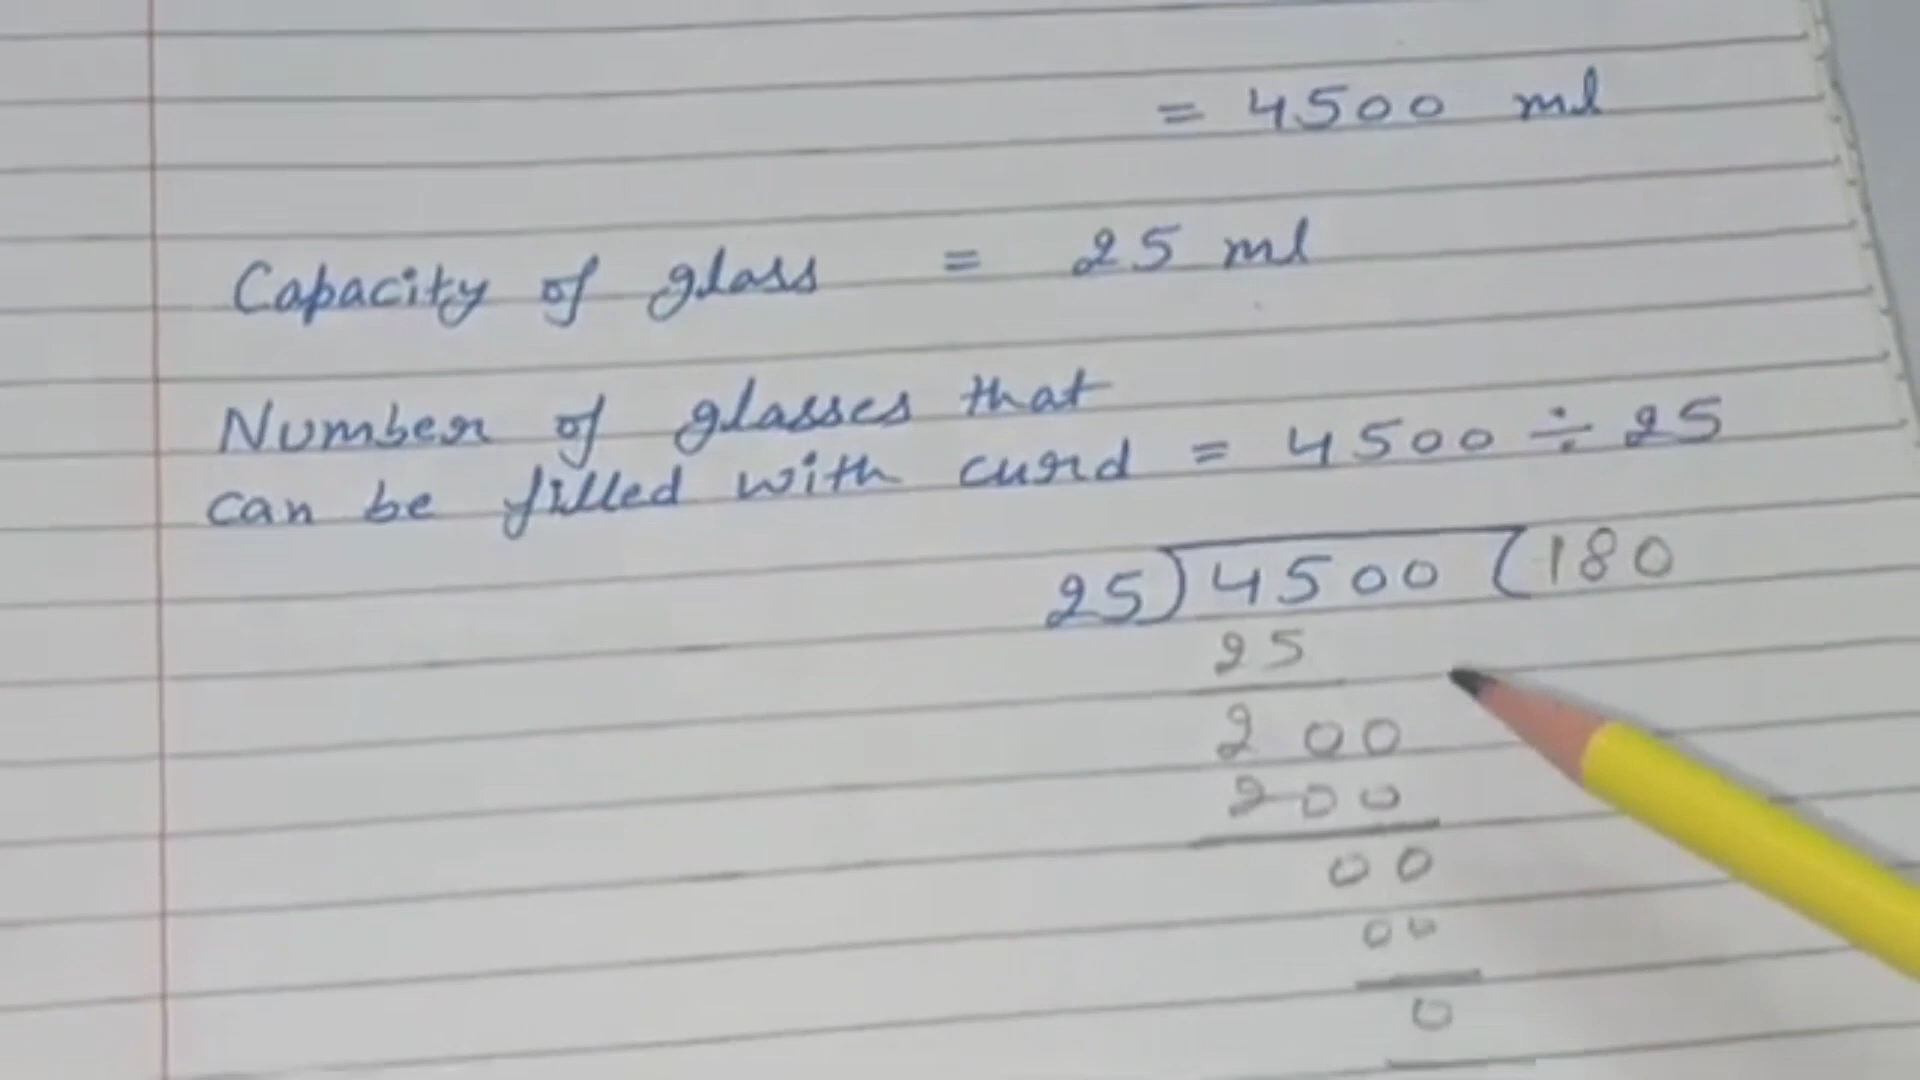 = 4500 ml
Capacity of glass = 25 ml
Number of glasses that
can be filled with curd = 4500 ÷ 25
25) 4500 (180
25
200
200
00
00
0